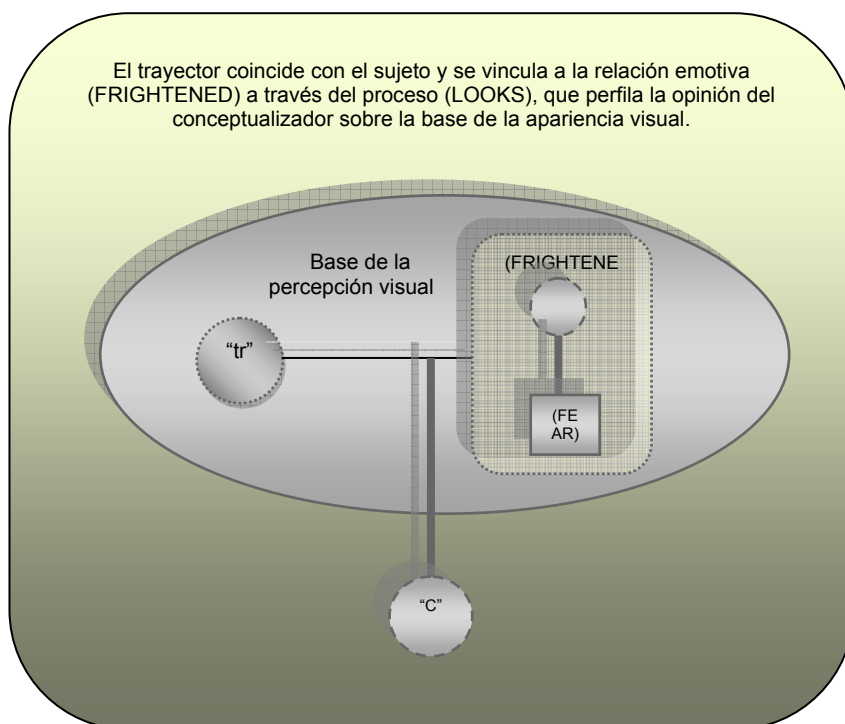 El trayector coincide con el sujeto y se vincula a la relación emotiva
(FRIGHTENED) a través del proceso (LOOKS), que perfila la opinión del
conceptualizador sobre la base de la apariencia visual.
Base de la
percepción visual
(FRIGHTENE
“tr”
(FE
AR)
“C”